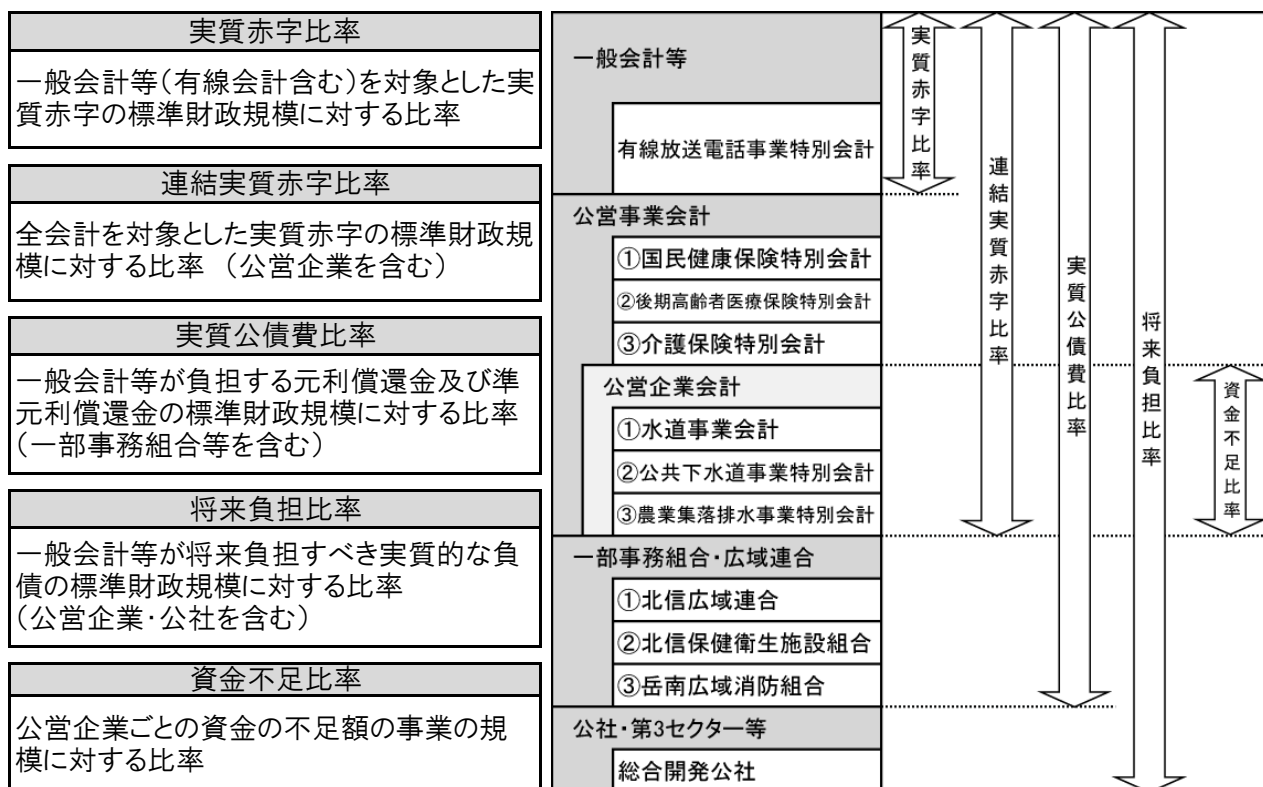 実質赤字比率
一般会計等(有線会計含む)を対象とした実
質赤字の標準財政規模に対する比率
連結実質赤字比率
全会計を対象とした実質赤字の標準財政規
模に対する比率 (公営企業を含む)
実質公債費比率
一般会計等が負担する元利償還金及び準
元利償還金の標準財政規模に対する比率
(一部事務組合等を含む)
将来負担比率
一般会計等が将来負担すべき実質的な負
債の標準財政規模に対する比率
(公営企業・公社を含む)
資金不足比率
公営企業ごとの資金の不足額の事業の規
模に対する比率
一般会計等
有線放送電話事業特別会計
公営事業会計
①国民健康保険特別会計
②後期高齢者医療保険特別会計
③介護保険特別会計
公営企業会計
①水道事業会計
②公共下水道事業特別会計
③農業集落排水事業特別会計
一部事務組合・広域連合
①北信広域連合
②北信保健衛生施設組合
③岳南広域消防組合
公社・第3セクター等
総合開発公社
実質赤字比率
連結実質赤字比率
実質公債費比率
将来負担比率
資金不足比率